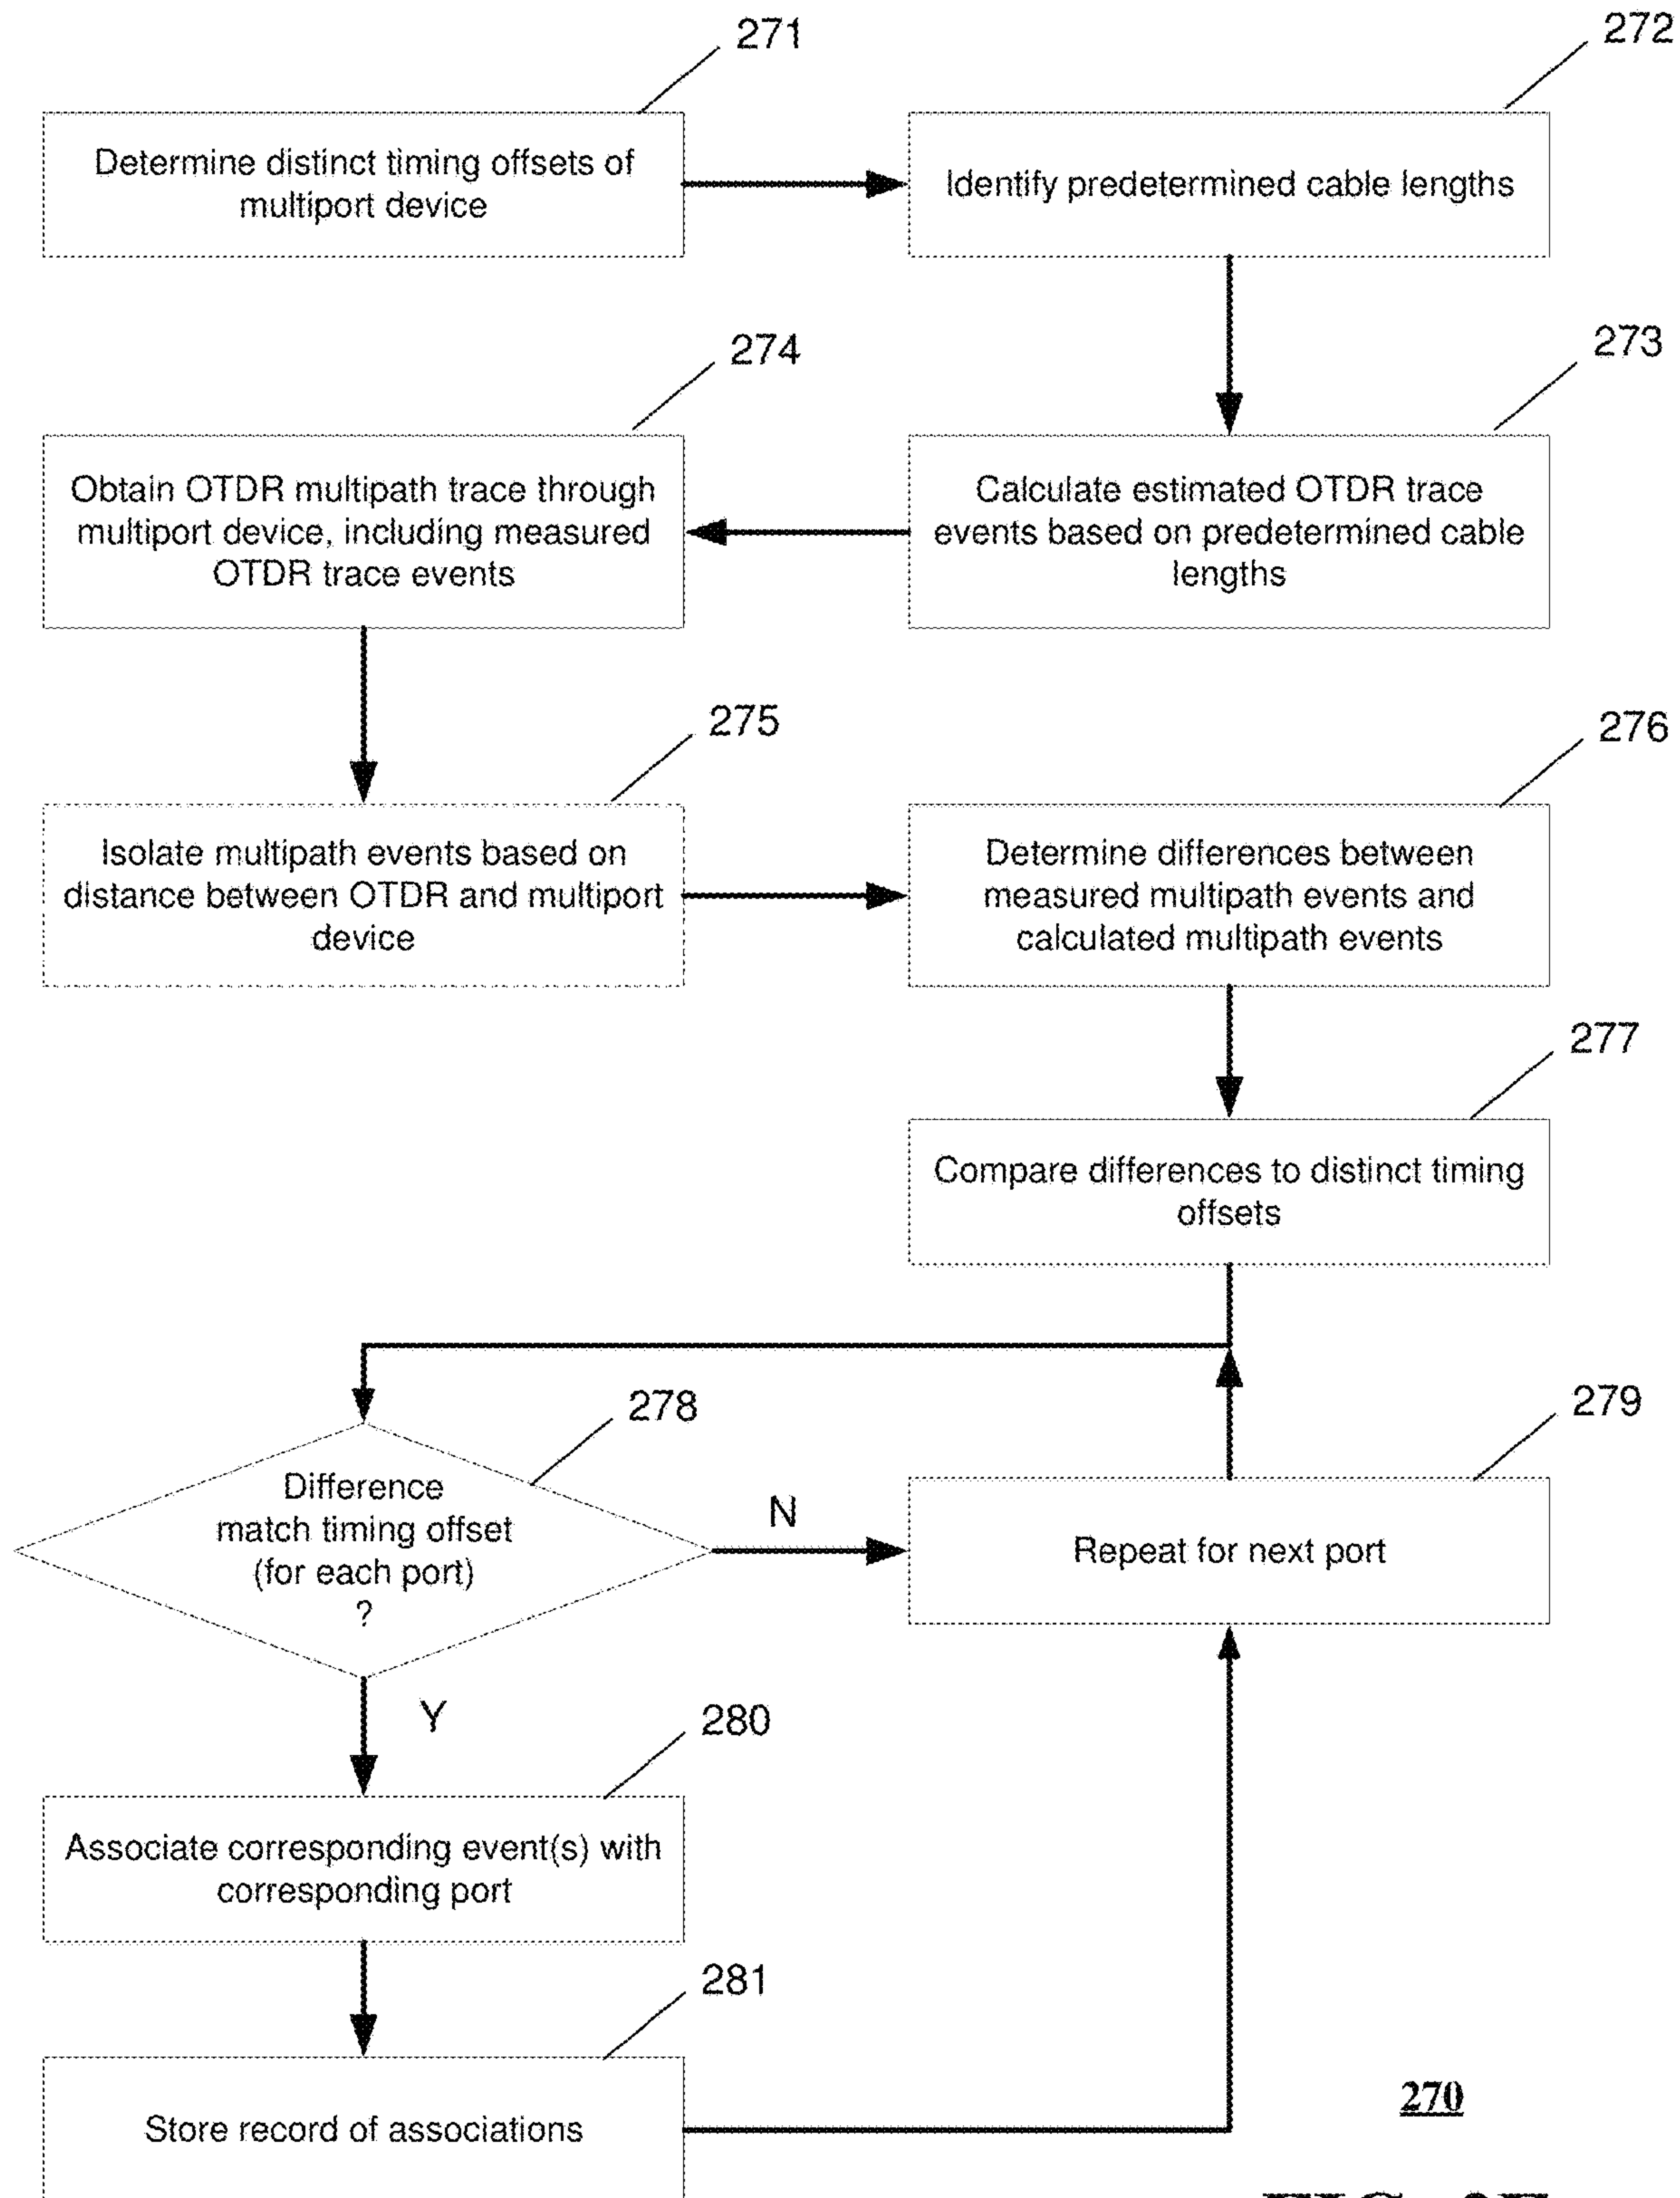 271
Determine distinct timing offsets of
multiport device
272
Identify predetermined cable lengths
273
Calculate estimated OTDR trace
events based on predetermined cable
lengths
274
Obtain OTDR multipath trace through
multiport device, including measured
OTDR trace events
275
Isolate multipath events based on
distance between OTDR and multiport
device
276
Determine differences between
measured multipath events and
calculated multipath events
277
Compare differences to distinct timing
offsets
278
Difference
match timing offset
(for each port)
?
N
279
Repeat for next port
Y
280
Associate corresponding event(s) with
corresponding port
281
Store record of associations
270